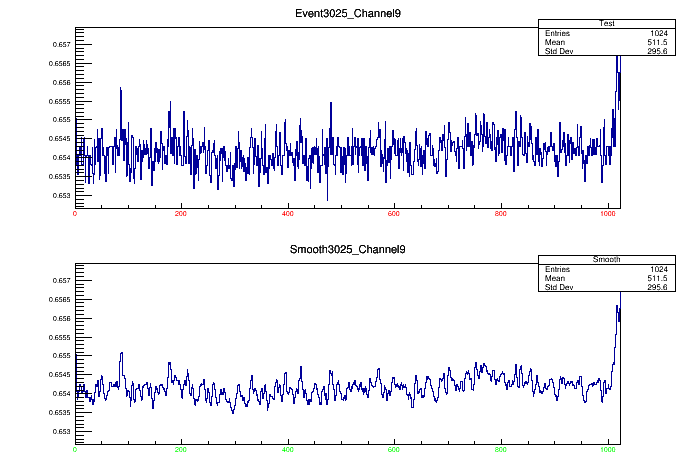 Event3025_Channel9
Test
Entries 1024
Mean 511.5
Std Dev 295.6
0.657
0.6565
0.656
0.6555
0.655
0.6545
0.654
0.6535
0.653
0 200 400 600 800 1000
Smooth3025_Channel9
Smooth
Entries 1024
Mean 511.5
Std Dev 295.6
0.657
0.6565
0.656
0.6555
0.655
0.6545
0.654
0.6535
0.653
0 200 400 600 800 1000